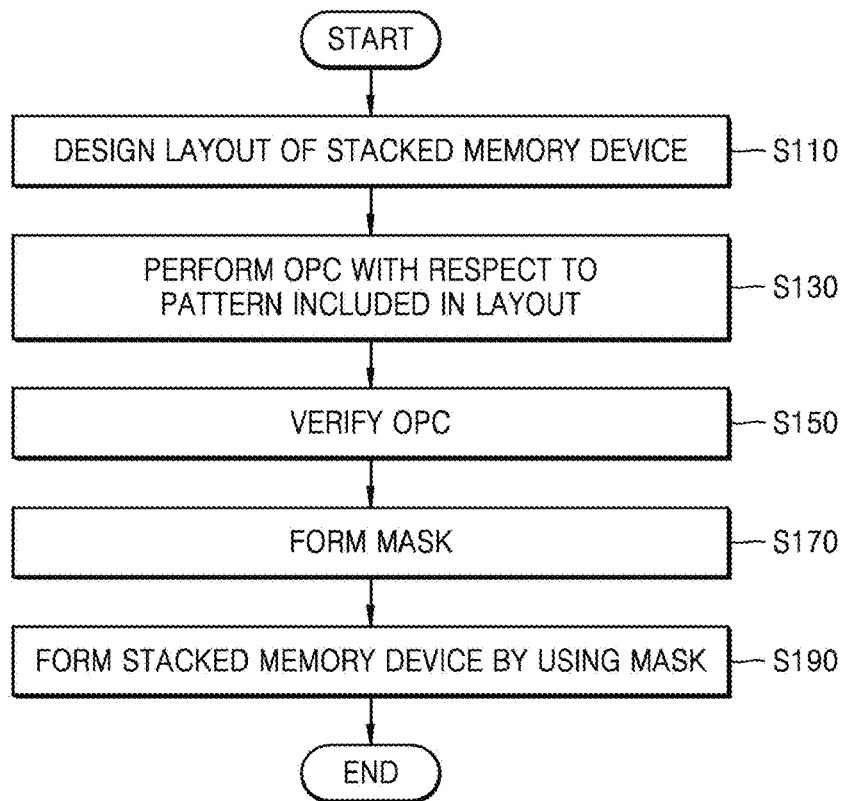 START
DESIGN LAYOUT OF STACKED MEMORY DEVICE
S110
PERFORM OPC WITH RESPECT TO
PATTERN INCLUDED IN LAYOUT
S130
VERIFY OPC
S150
FORM MASK
S170
FORM STACKED MEMORY DEVICE BY USING MASK
S190
END